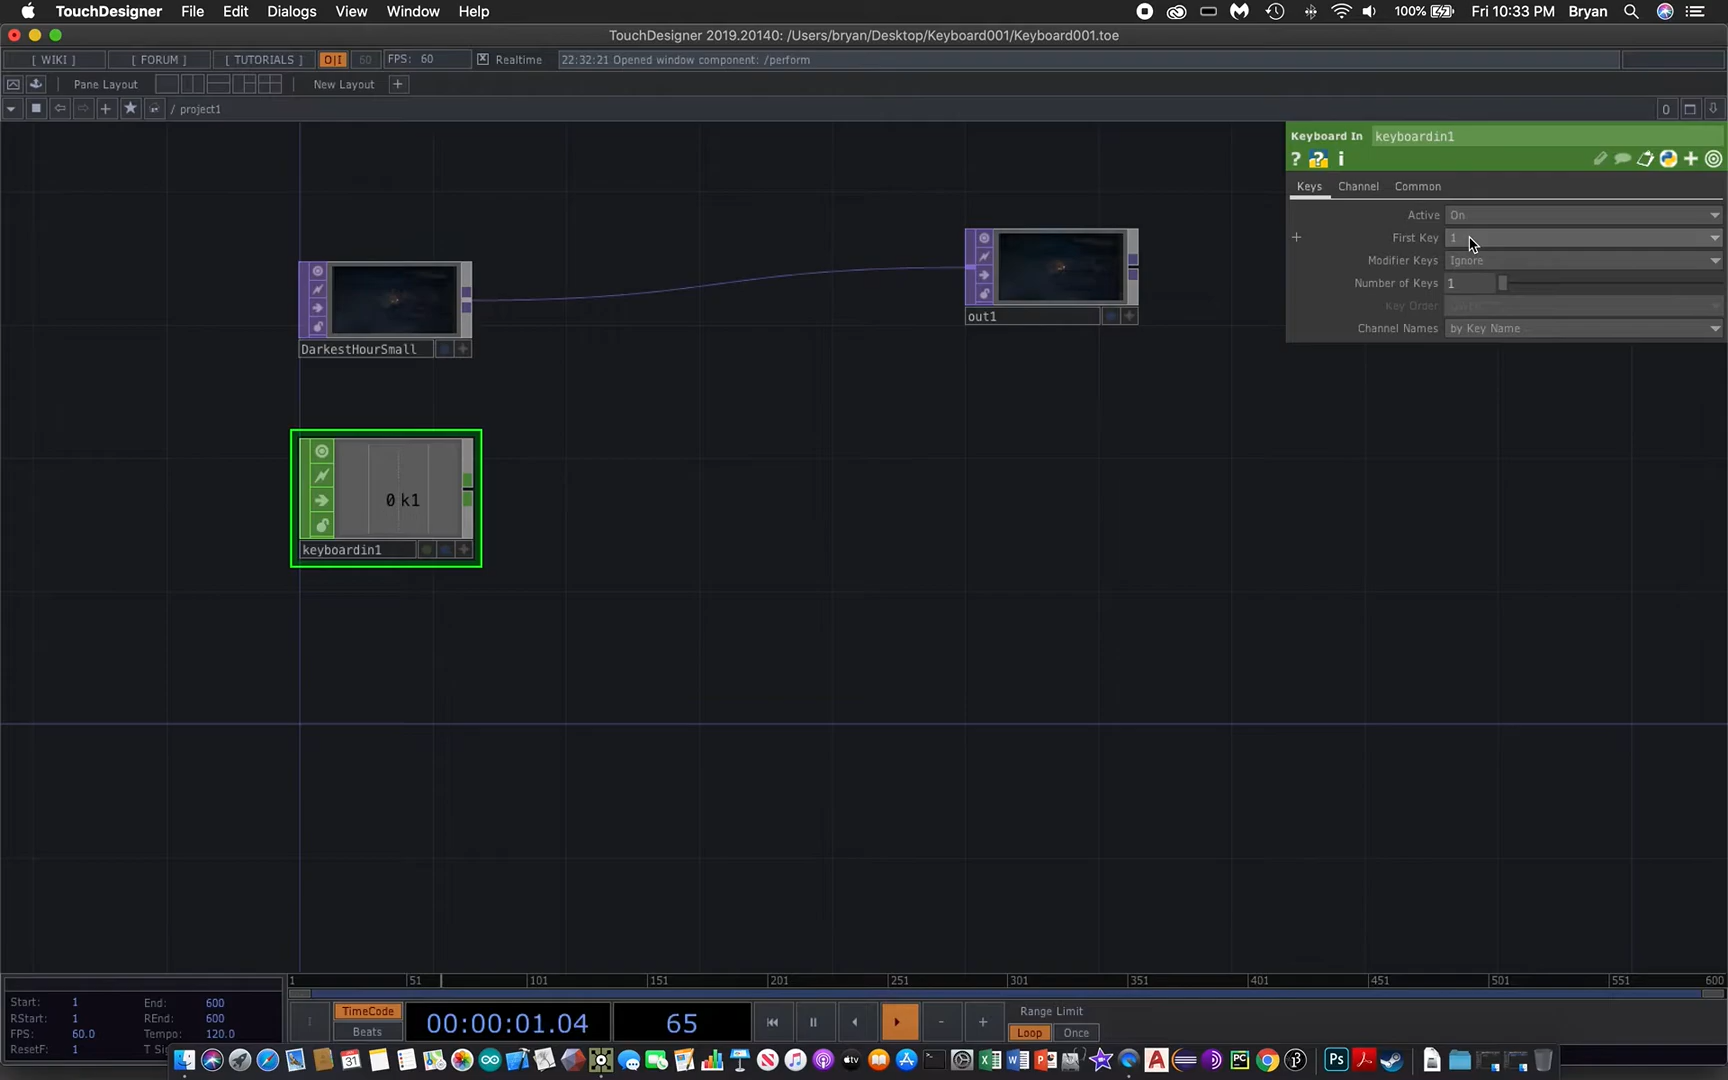 TouchDesigner File Edit Dialogs View Window Help 100% Fri 10:33 PM Bryan
TouchDesigner 2019.20140: /Users/bryan/Desktop/Keyboard001/Keyboard001.toe
[ WIKI ] [ FORUM ] [ TUTORIALS ] O|I 60 FPS: 60 Realtime 22:32:21 Opened window component: /perform
Pane Layout New Layout +
/ project1 0
Keyboard In keyboardin1
? ? i
Keys Channel Common
Active On
+ First Key 1
Modifier Keys Ignore
Number of Keys 1
Key Order
Channel Names by Key Name
out1
DarkestHourSmall
0 k1
keyboardin1
1 51 101 151 201 251 301 351 401 451 501 551 600
Start: 1 End: 600
RStart: 1 REnd: 600
FPS: 60.0 Tempo: 120.0
ResetF: 1 T Sig
TimeCode
Beats
00:00:01.04 65
- +
Range Limit
Loop Once